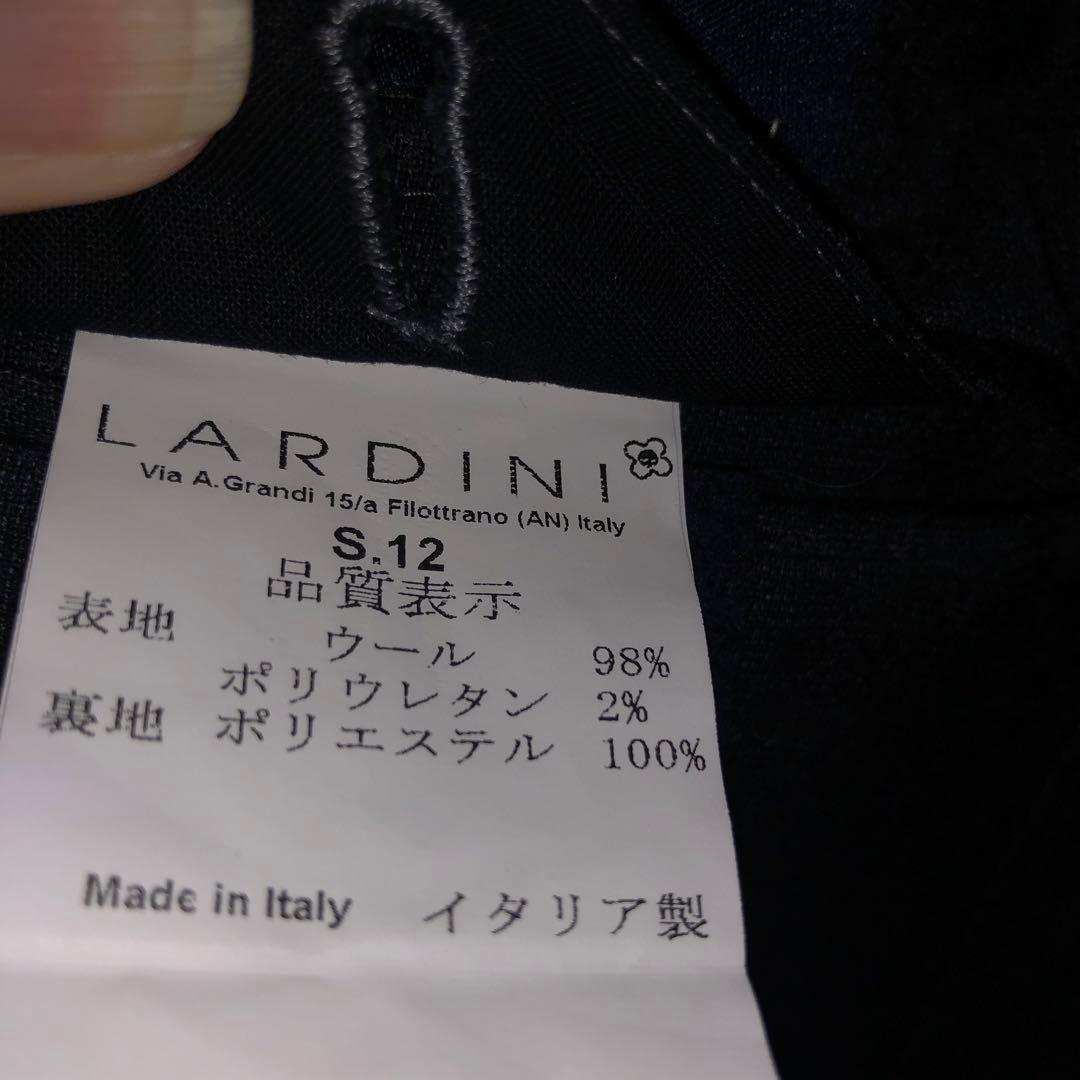 LARDINI
Via A.Grandi 15/a Filottrano (AN) Italy
S.12
品質表示
表地 ウール 98%
ポリウレタン 2%
裏地 ポリエステル 100%
Made in Italy イタリア製